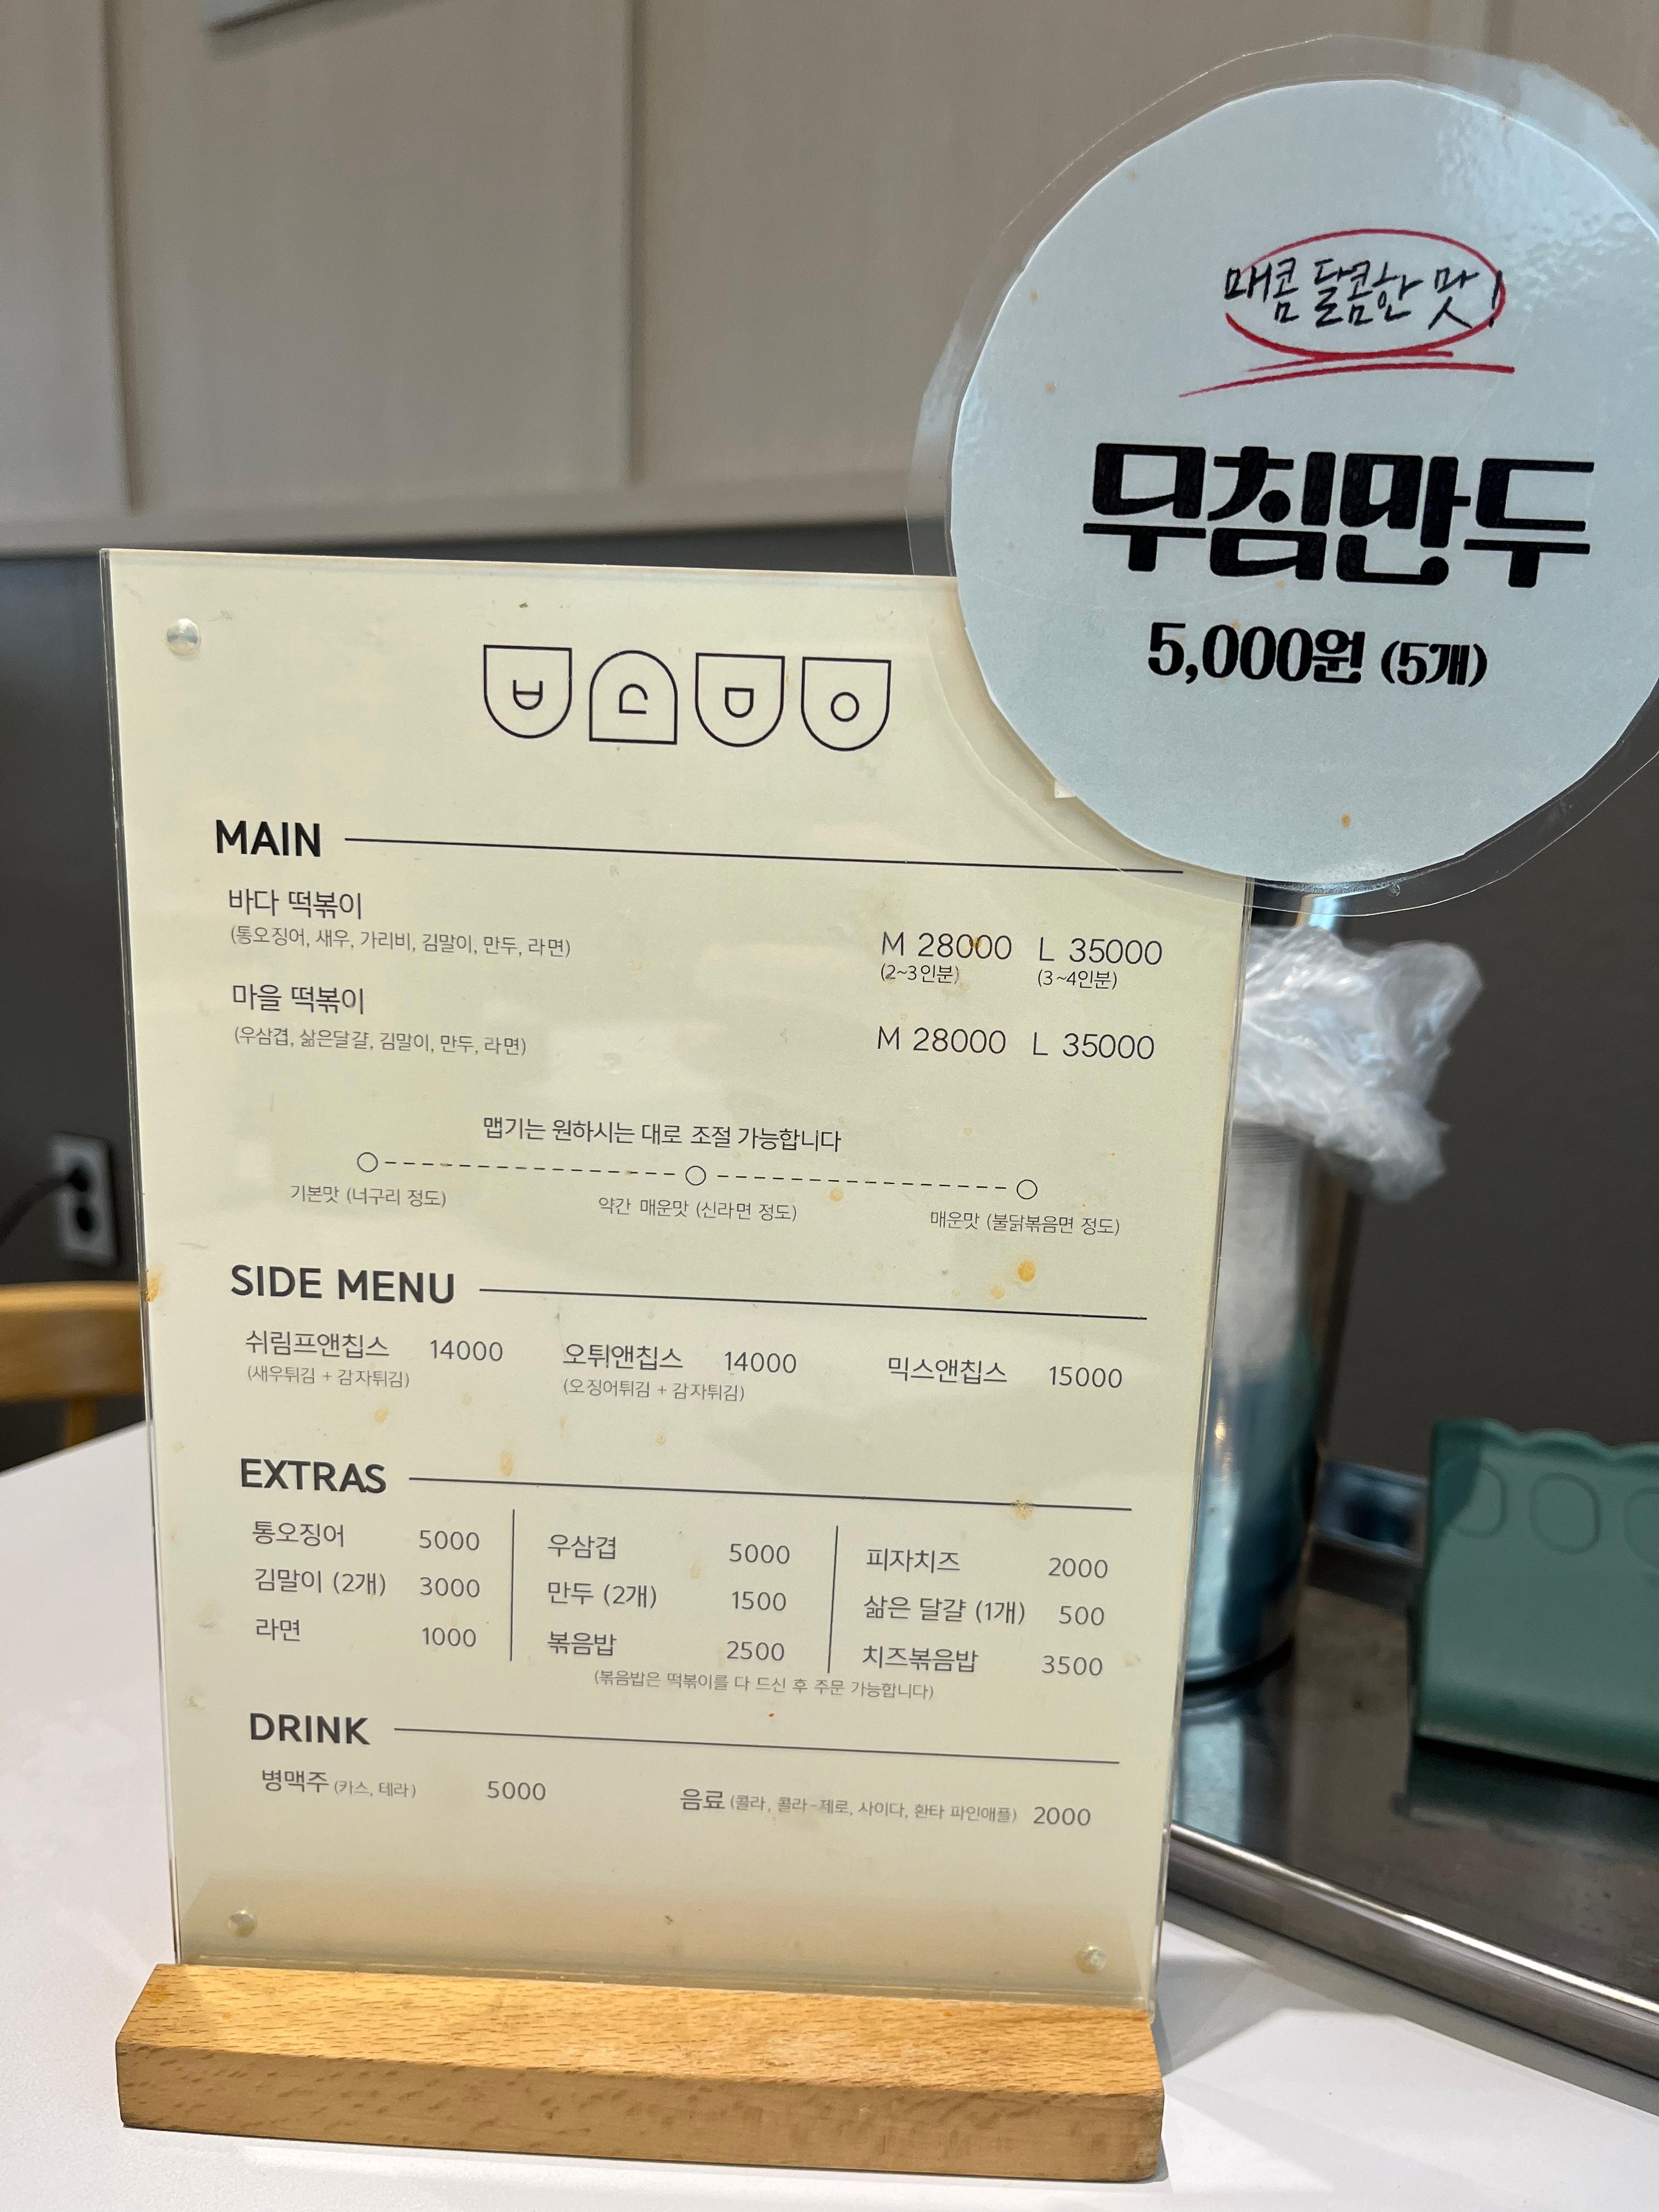 매콤 달콤한 맛!
무침만두
5,000원 (5개)
ㅂㄷㅁㅇ
MAIN
바다 떡볶이
(통오징어, 새우, 가리비, 김말이, 만두, 라면)
M 28000 L 35000
(2~3인분) (3~4인분)
마을 떡볶이
(우삼겹, 삶은달걀, 김말이, 만두, 라면)
M 28000 L 35000
맵기는 원하시는 대로 조절 가능합니다
기본맛 (너구리 정도) 약간 매운맛 (신라면 정도) 매운맛 (불닭볶음면 정도)
SIDE MENU
쉬림프앤칩스 14000 오튀앤칩스 14000 믹스앤칩스 15000
(새우튀김 + 감자튀김) (오징어튀김 + 감자튀김)
EXTRAS
통오징어 5000 우삼겹 5000 피자치즈 2000
김말이 (2개) 3000 만두 (2개) 1500 삶은 달걀 (1개) 500
라면 1000 볶음밥 2500 치즈볶음밥 3500
(볶음밥은 떡볶이를 다 드신 후 주문 가능합니다)
DRINK
병맥주 (카스, 테라) 5000 음료 (콜라, 콜라-제로, 사이다, 환타 파인애플) 2000